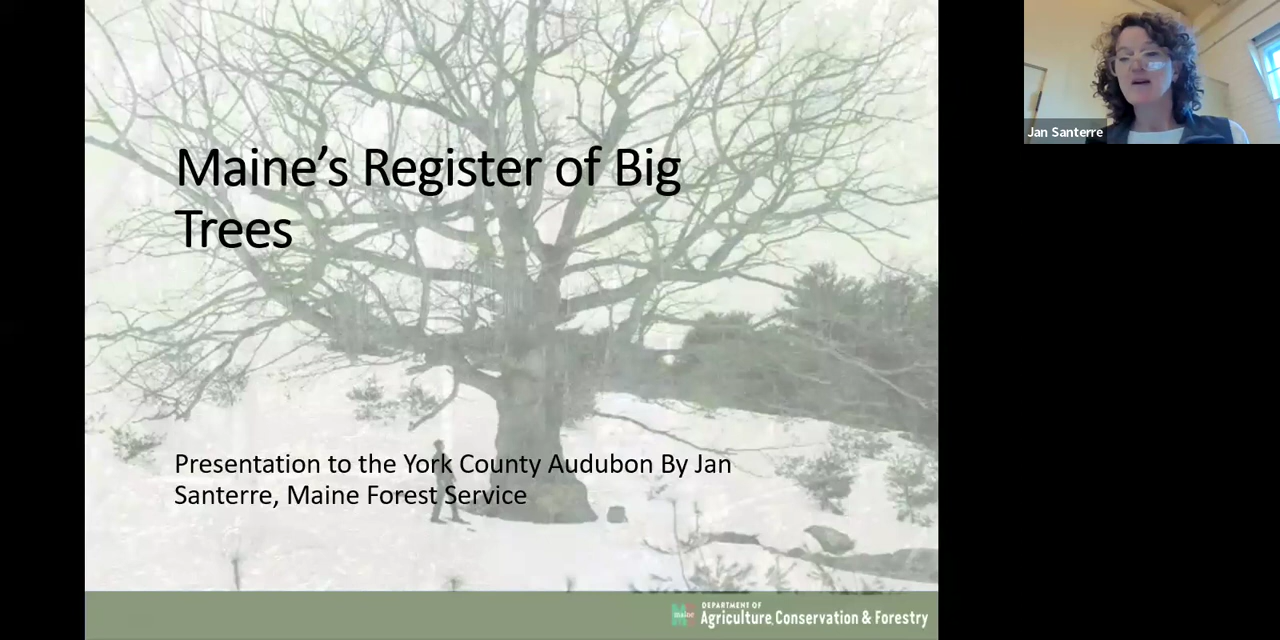 Maine's Register of Big
Trees
Presentation to the York County Audubon By Jan
Santerre, Maine Forest Service
maine
DEPARTMENT OF
Agriculture, Conservation & Forestry
Jan Santerre